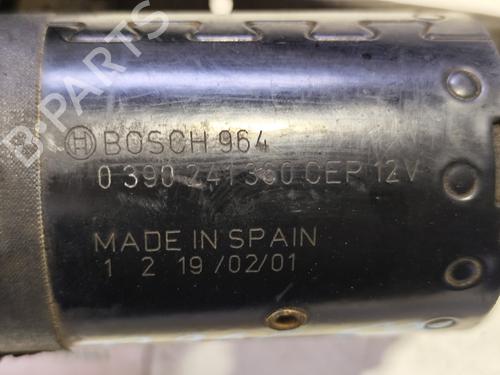 B-PARTS
BOSCH 964
0 390 241 360 CEP 12V
MADE IN SPAIN
1 2 19/02/01